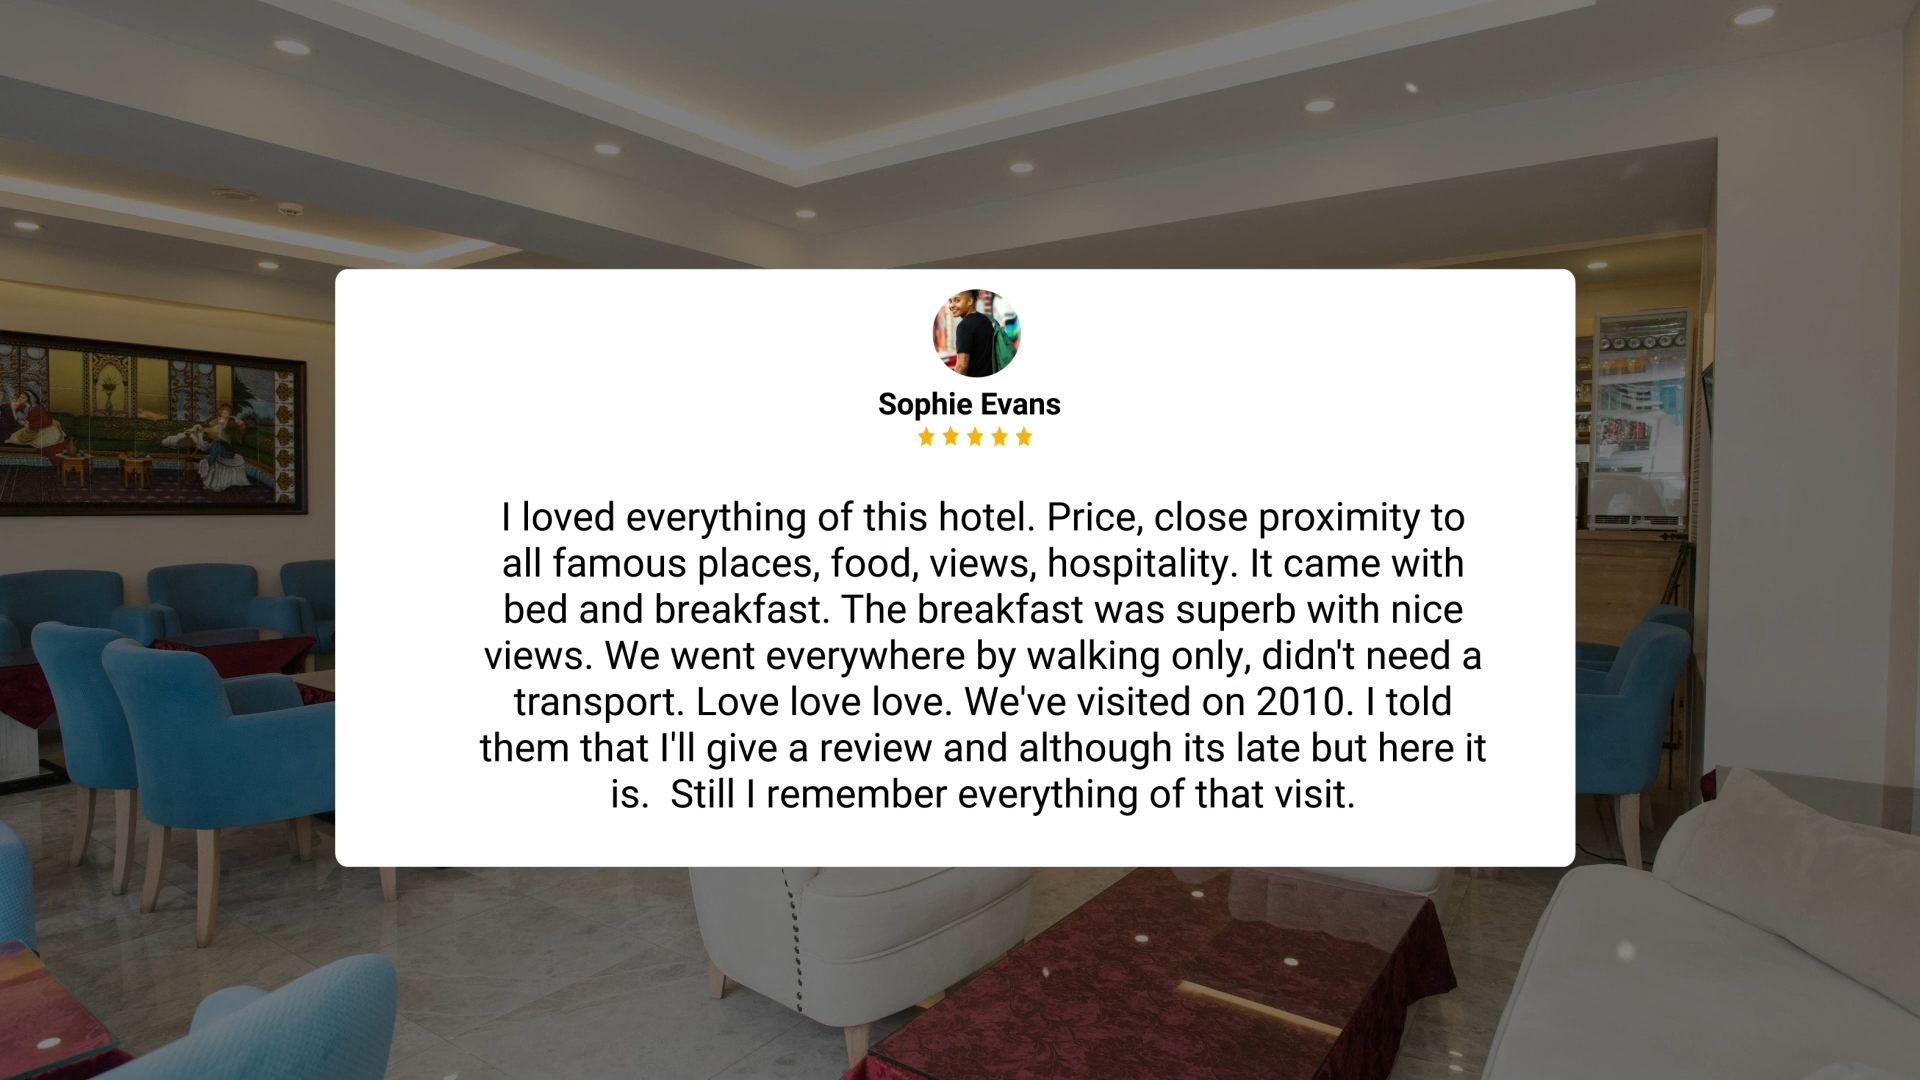 Sophie Evans
I loved everything of this hotel. Price, close proximity to
all famous places, food, views, hospitality. It came with
bed and breakfast. The breakfast was superb with nice
views. We went everywhere by walking only, didn't need a
transport. Love love love. We've visited on 2010. I told
them that I'll give a review and although its late but here it
is.  Still I remember everything of that visit.